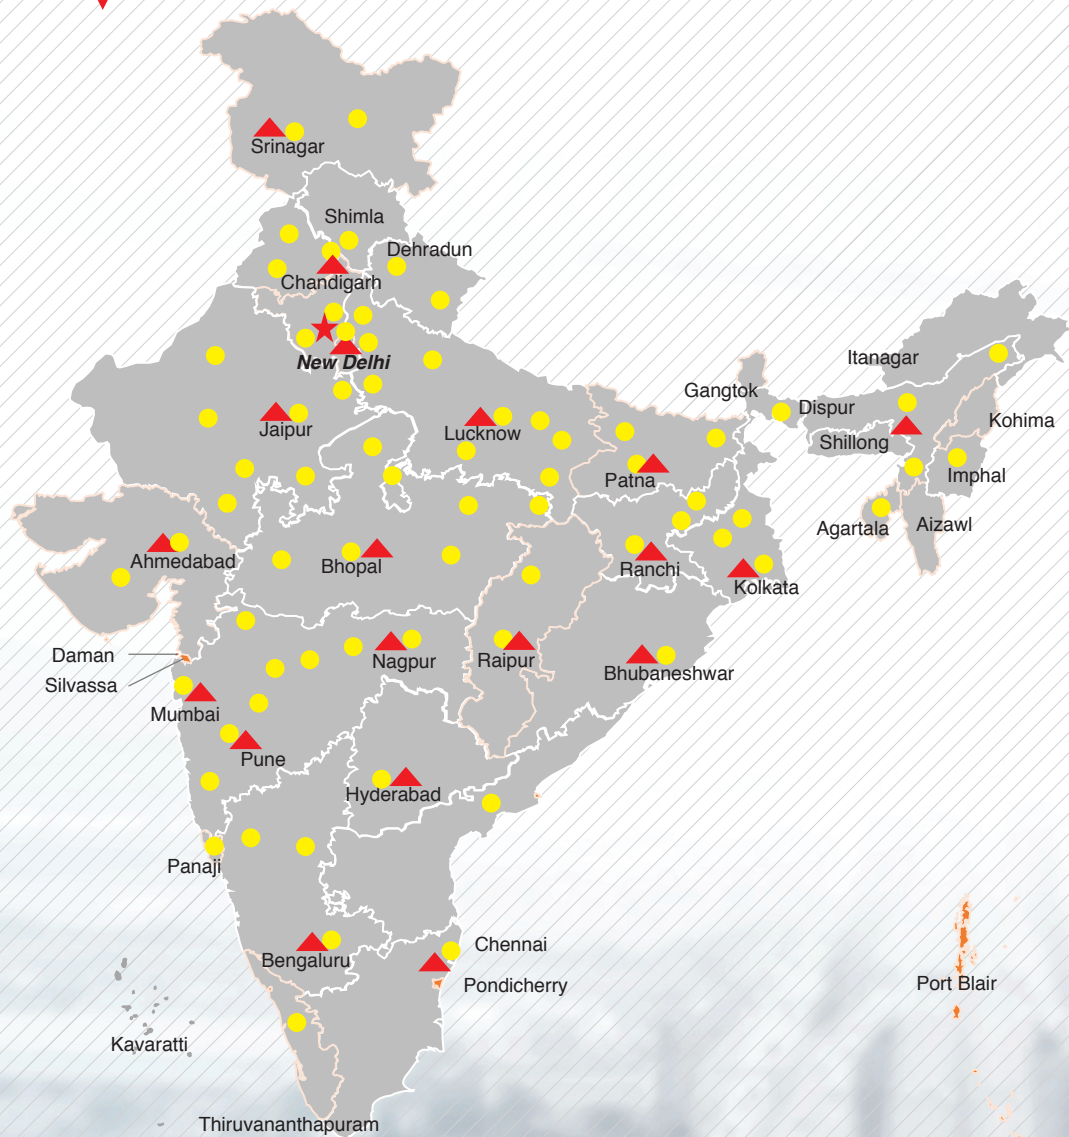 Srinagar
Shimla
Dehradun
Chandigarh
New Delhi
Itanagar
Gangtok
Dispur
Kohima
Jaipur
Lucknow
Shillong
Patna
Imphal
Agartala
Aizawl
Ahmedabad
Bhopal
Ranchi
Kolkata
Daman
Nagpur
Raipur
Bhubaneshwar
Silvassa
Mumbai
Pune
Hyderabad
Panaji
Chennai
Bengaluru
Pondicherry
Port Blair
Kavaratti
Thiruvananthapuram